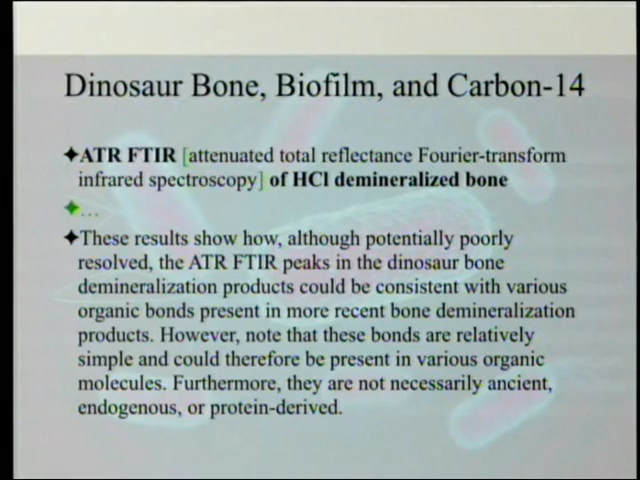 Dinosaur Bone, Biofilm, and Carbon-14
✦ATR FTIR [attenuated total reflectance Fourier-transform
infrared spectroscopy] of HCl demineralized bone
✦…
✦These results show how, although potentially poorly
resolved, the ATR FTIR peaks in the dinosaur bone
demineralization products could be consistent with various
organic bonds present in more recent bone demineralization
products. However, note that these bonds are relatively
simple and could therefore be present in various organic
molecules. Furthermore, they are not necessarily ancient,
endogenous, or protein-derived.